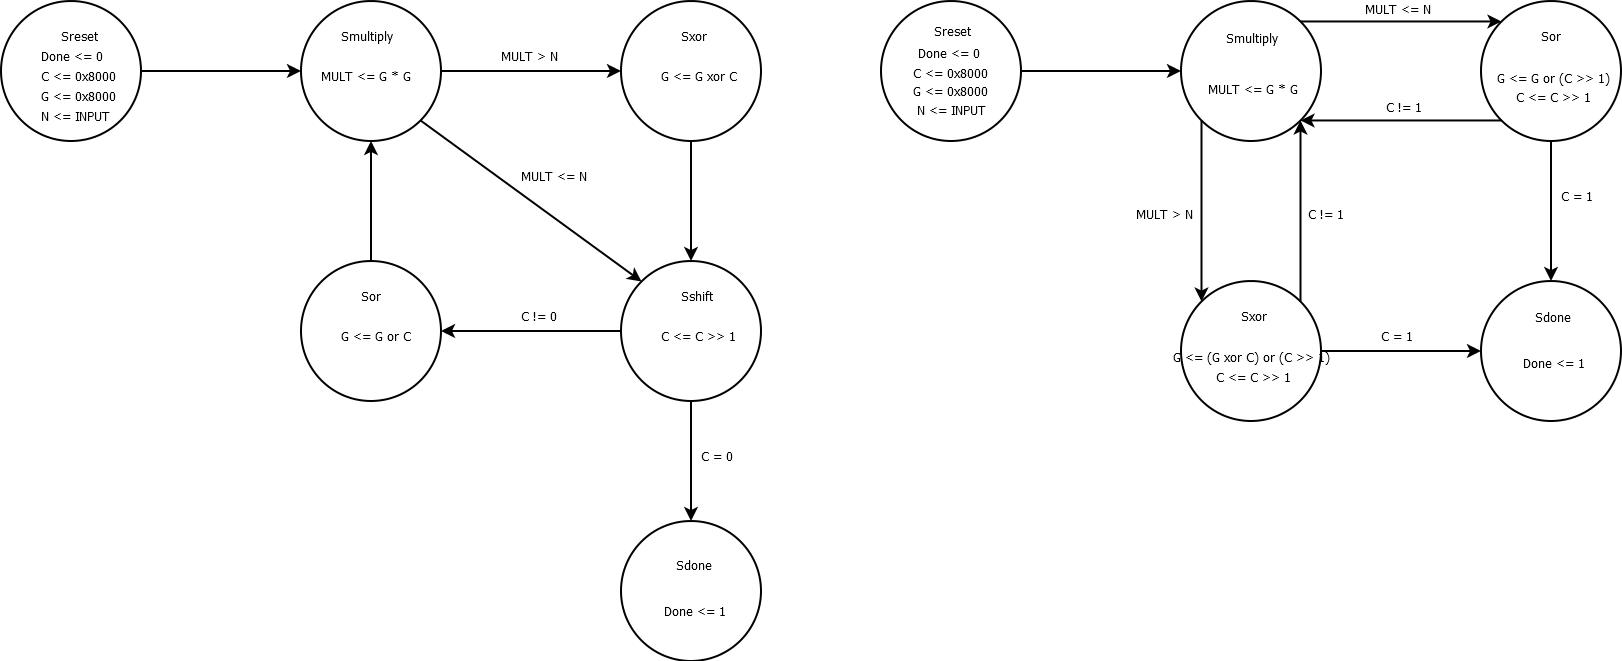 Sreset
Done <= 0
C <= 0x8000
G <= 0x8000
N <= INPUT
Smultiply
MULT <= G * G
MULT > N
Sxor
G <= G xor C
MULT <= N
Sor
G <= G or C
C != 0
Sshift
C <= C >> 1
C = 0
Sdone
Done <= 1
Sreset
Done <= 0
C <= 0x8000
G <= 0x8000
N <= INPUT
Smultiply
MULT <= G * G
MULT <= N
Sor
G <= G or (C >> 1)
C <= C >> 1
C != 1
MULT > N
C != 1
C = 1
Sxor
G <= (G xor C) or (C >> 1)
C <= C >> 1
C = 1
Sdone
Done <= 1